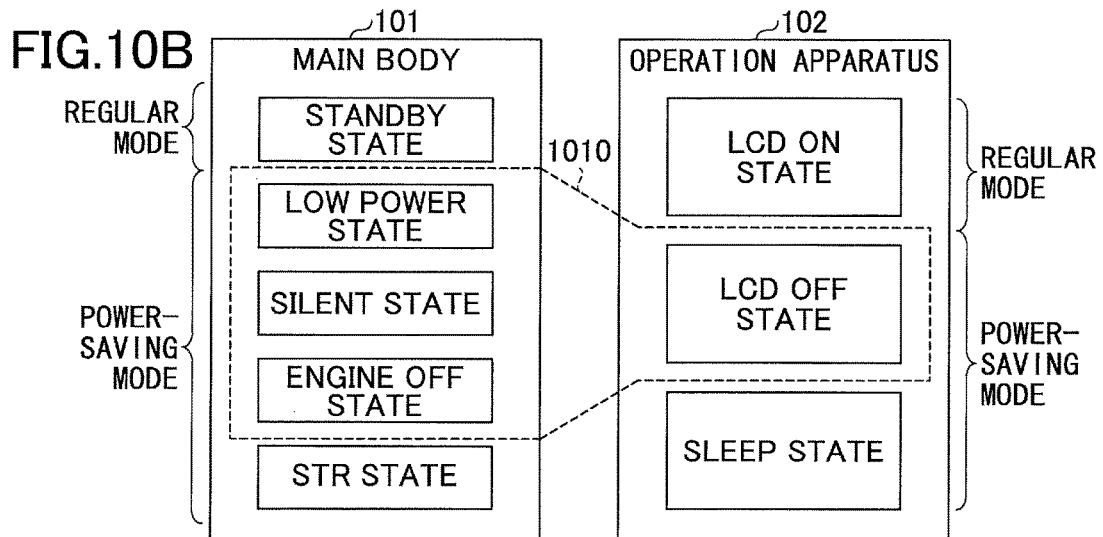 FIG.10B
101
MAIN BODY
REGULAR
MODE
STANDBY
STATE
LOW POWER
STATE
SILENT STATE
ENGINE OFF
STATE
STR STATE
POWER-
SAVING
MODE
1010
102
OPERATION APPARATUS
LCD ON
STATE
REGULAR
MODE
LCD OFF
STATE
SLEEP STATE
POWER-
SAVING
MODE